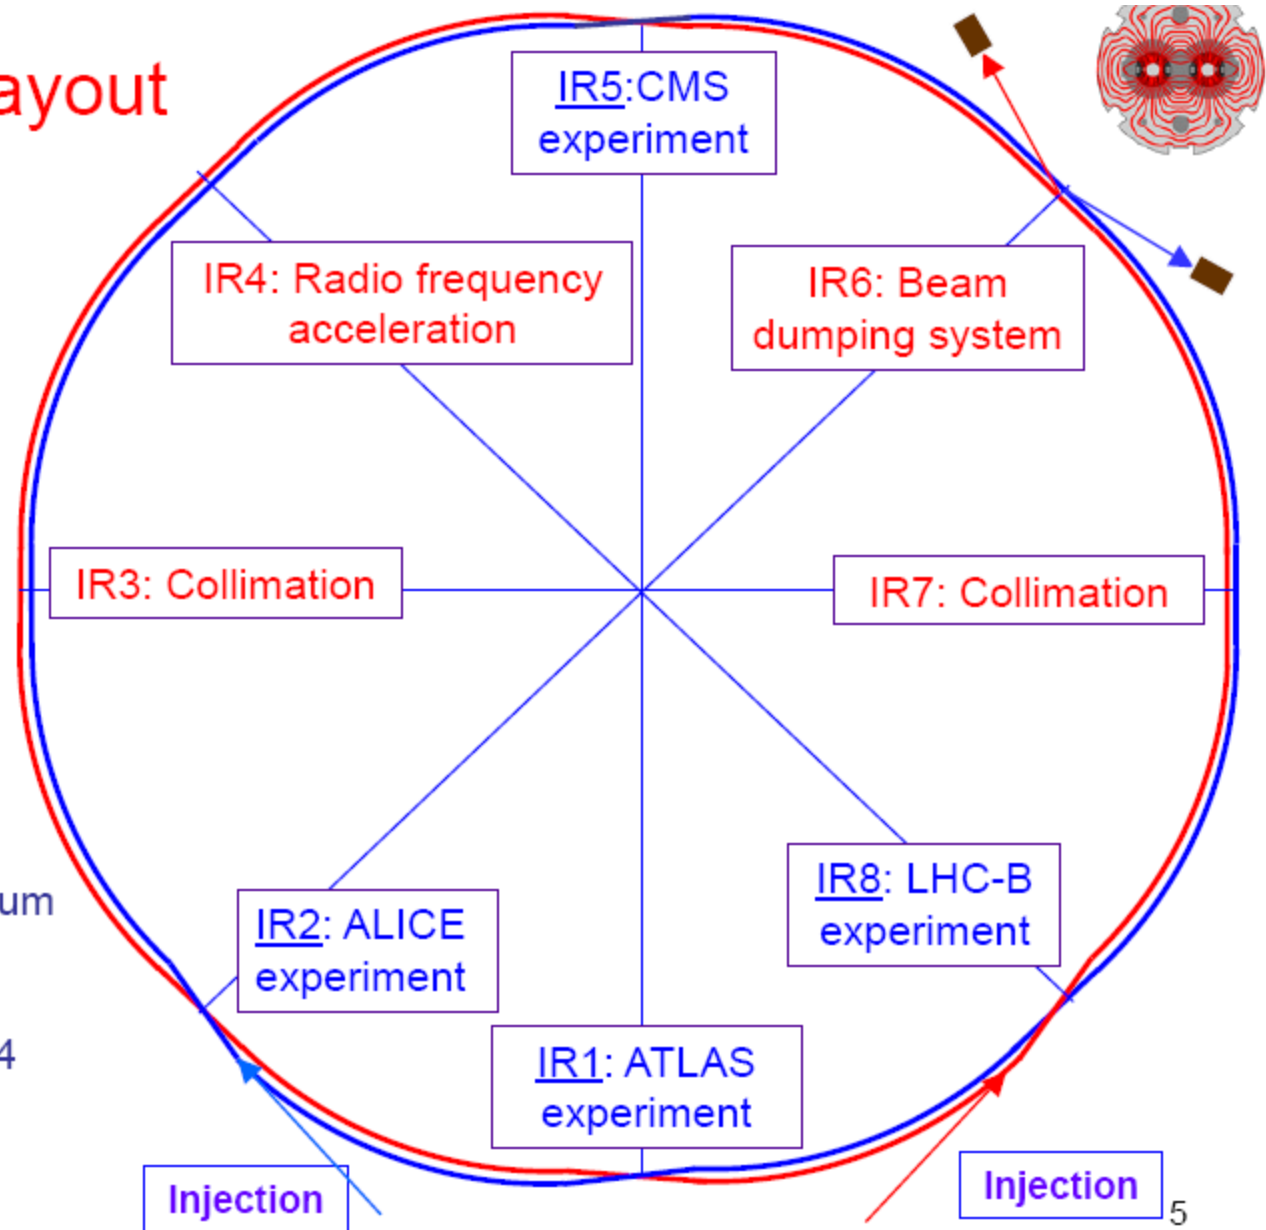 ayout
IR5:CMS
experiment
IR4: Radio frequency
acceleration
IR6: Beam
dumping system
IR3: Collimation
IR7: Collimation
IR8: LHC-B
experiment
um
IR2: ALICE
experiment
4
IR1: ATLAS
experiment
Injection
Injection
5